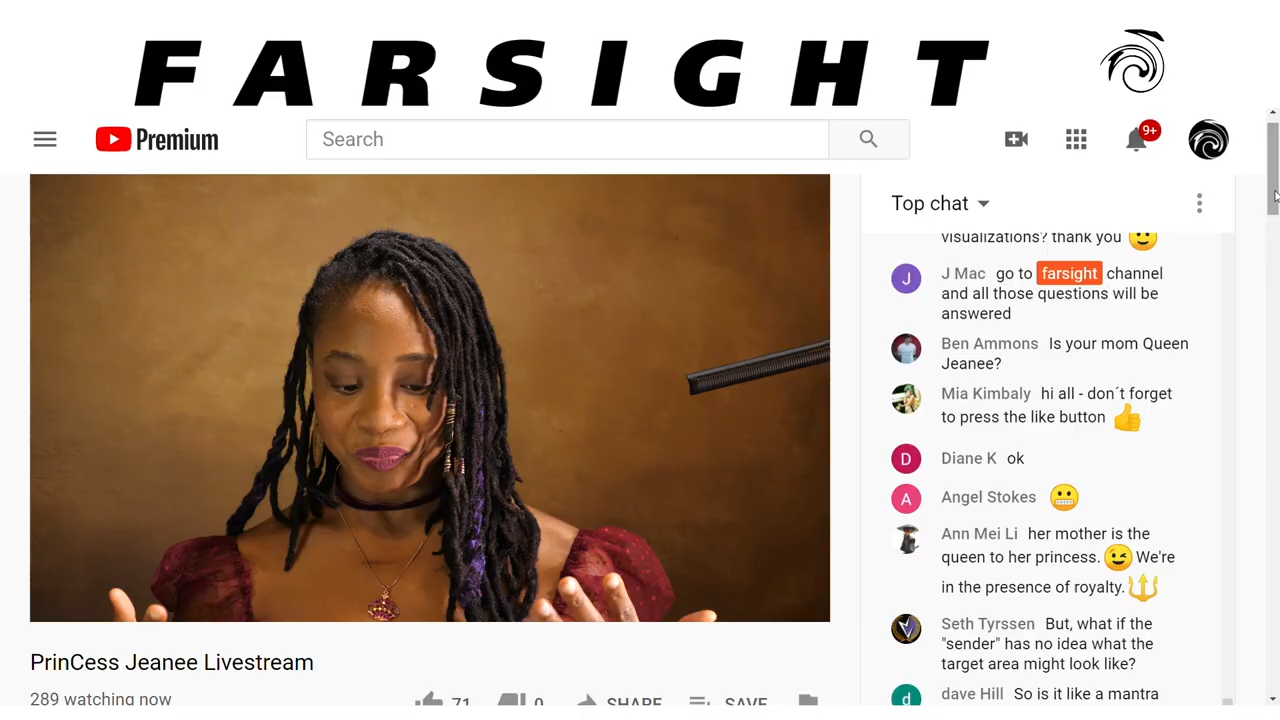 FARSIGHT
Premium
Search
9+
Top chat
visualizations? thank you
J
J Mac go to farsight channel
and all those questions will be
answered
Ben Ammons Is your mom Queen
Jeanee?
Mia Kimbaly hi all - don´t forget
to press the like button
D
Diane K ok
A
Angel Stokes
Ann Mei Li her mother is the
queen to her princess. We're
in the presence of royalty.
Seth Tyrssen But, what if the
"sender" has no idea what the
target area might look like?
d
dave Hill So is it like a mantra
PrinCess Jeanee Livestream
289 watching now
71
0
SHARE
SAVE